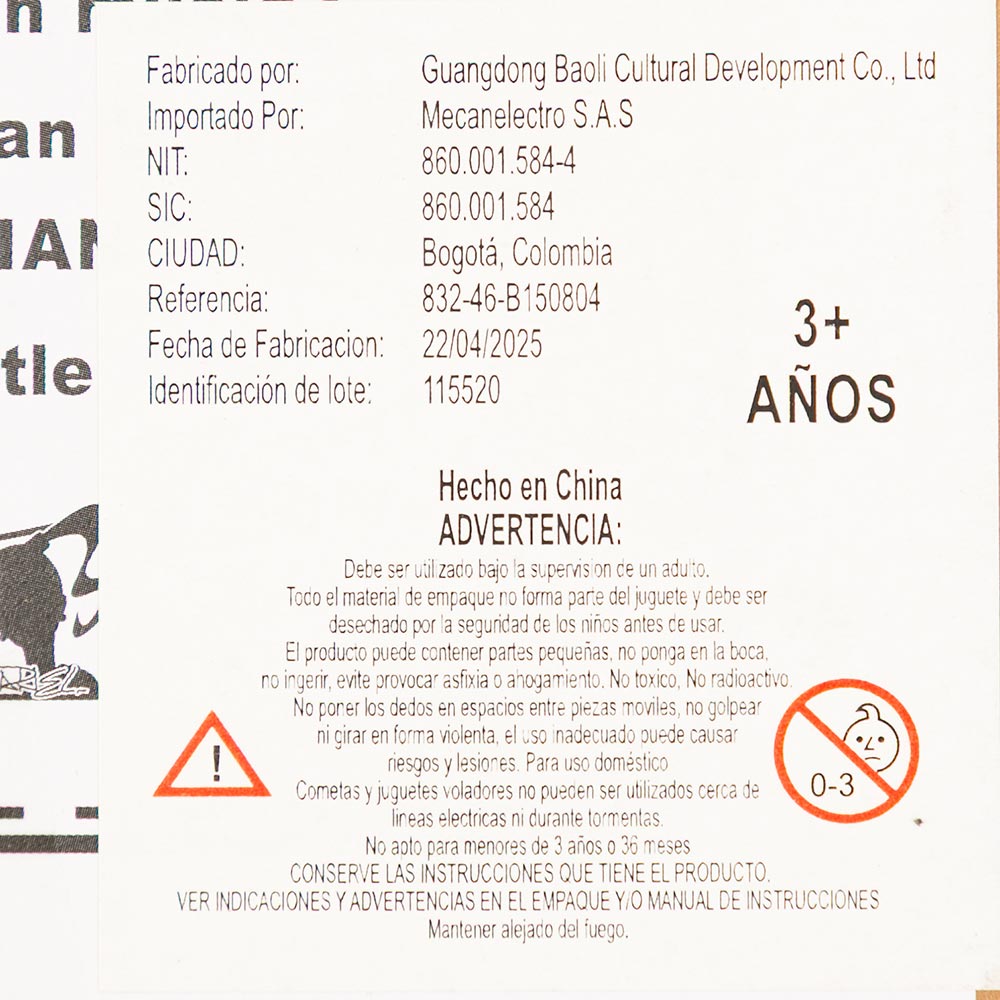 an
IAN
tle
Fabricado por: Guangdong Baoli Cultural Development Co., Ltd
Importado Por: Mecanelectro S.A.S
NIT: 860.001.584-4
SIC: 860.001.584
CIUDAD: Bogotá, Colombia
Referencia: 832-46-B150804
Fecha de Fabricacion: 22/04/2025
Identificación de lote: 115520
3+
AÑOS
Hecho en China
ADVERTENCIA:
Debe ser utilizado bajo la supervision de un adulto.
Todo el material de empaque no forma parte del juguete y debe ser
desechado por la seguridad de los niños antes de usar.
El producto puede contener partes pequeñas, no ponga en la boca,
no ingerir, evite provocar asfixia o ahogamiento. No toxico, No radioactivo.
No poner los dedos en espacios entre piezas moviles, no golpear
ni girar en forma violenta, el uso inadecuado puede causar
riesgos y lesiones. Para uso doméstico
Cometas y juguetes voladores no pueden ser utilizados cerca de
lineas electricas ni durante tormentas.
No apto para menores de 3 años o 36 meses
CONSERVE LAS INSTRUCCIONES QUE TIENE EL PRODUCTO.
VER INDICACIONES Y ADVERTENCIAS EN EL EMPAQUE Y/O MANUAL DE INSTRUCCIONES
Mantener alejado del fuego.
!
0-3